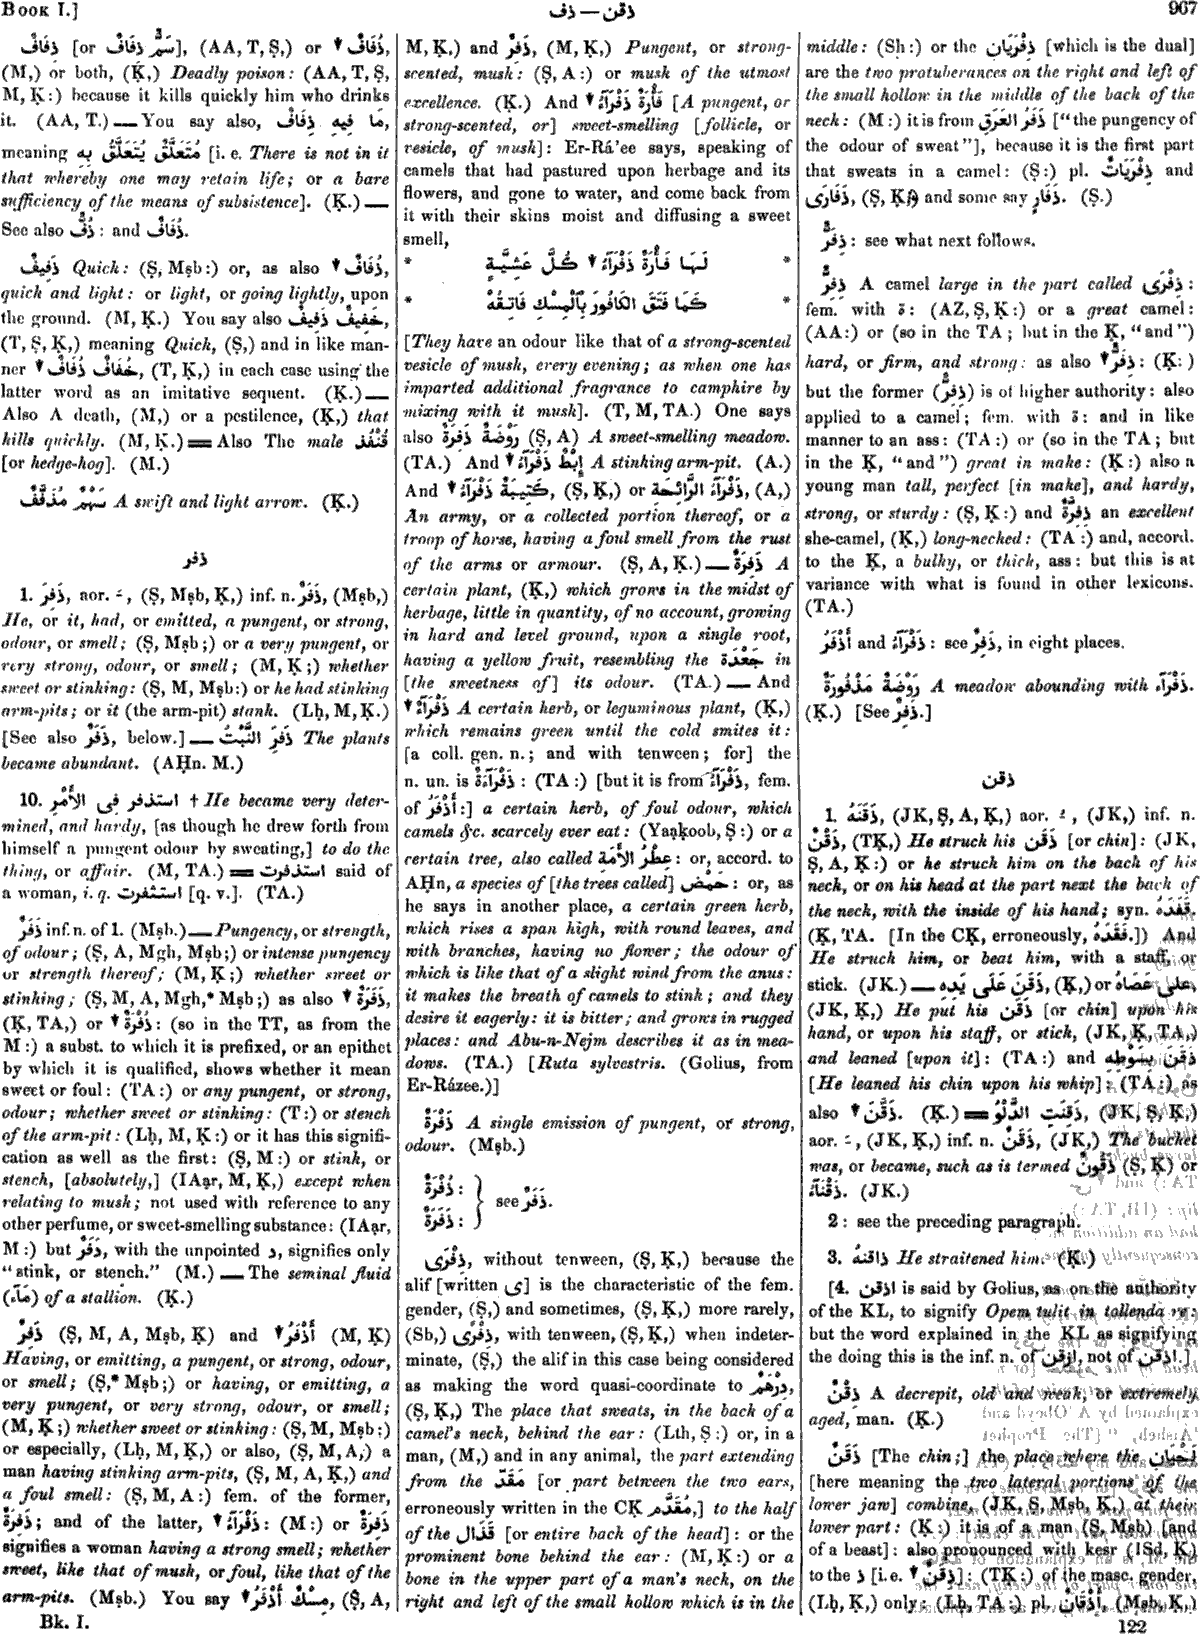 BOOK I.]
ذف — ذقن
967
ذِفَافٌ [or سَمٌّ ذِفَافٌ], (AA, T, Ṣ,) or ↓ ذُفَافٌ,
(M,) or both, (Ḳ,) Deadly poison: (AA, T, Ṣ,
M, Ḳ:) because it kills quickly him who drinks
it. (AA, T.) — You say also, مَا فِيهِ ذِفَافٌ,
meaning مُتَعَلَّقٌ يُتَعَلَّقُ بِهِ [i. e. There is not in it
that whereby one may retain life; or a bare
sufficiency of the means of subsistence]. (Ḳ.) —
See also ذُفٌّ: and ذُفَافٌ.
ذَفِيفٌ Quick: (Ṣ, Mṣb:) or, as also ↓ ذُفَافٌ,
quick and light: or light, or going lightly, upon
the ground. (M, Ḳ.) You say also خَفِيفٌ ذَفِيفٌ,
(T, Ṣ, Ḳ,) meaning Quick, (Ṣ,) and in like man-
ner ↓ خُفَافٌ ذُفَافٌ, (T, Ḳ,) in each case using the
latter word as an imitative sequent. (Ḳ.) —
Also A death, (M,) or a pestilence, (Ḳ,) that
kills quickly. (M, Ḳ.) == Also The male قُنْفُذ
[or hedge-hog]. (M.)
سَهْمٌ مُذَفَّفٌ A swift and light arrow. (Ḳ.)
ذفر
1. ذَفِرَ, aor. ـَ, (Ṣ, Mṣb, Ḳ,) inf. n. ذَفَرٌ, (Mṣb,)
He, or it, had, or emitted, a pungent, or strong,
odour, or smell; (Ṣ, Mṣb;) or a very pungent, or
very strong, odour, or smell; (M, Ḳ;) whether
sweet or stinking: (Ṣ, M, Mṣb:) or he had stinking
arm-pits; or it (the arm-pit) stank. (Lḥ, M, Ḳ.)
[See also ذَفَرٌ, below.] — ذَفِرَ النَّبْتُ The plants
became abundant. (AḤn. M.)
10. استذفر فِى الأَمْرِ † He became very deter-
mined, and hardy, [as though he drew forth from
himself a pungent odour by sweating,] to do the
thing, or affair. (M, TA.) == استذفرت said of
a woman, i. q. استثفرت [q. v.]. (TA.)
ذَفَرٌ inf. n. of 1. (Mṣb.) — Pungency, or strength,
of odour; (Ṣ, A, Mgh, Mṣb;) or intense pungency
or strength thereof; (M, Ḳ;) whether sweet or
stinking; (Ṣ, M, A, Mgh,* Mṣb;) as also ↓ ذَفَرَةٌ,
(Ḳ, TA,) or ↓ ذُفْرَةٌ: (so in the TT, as from the
M:) a subst. to which it is prefixed, or an epithet
by which it is qualified, shows whether it mean
sweet or foul: (TA:) or any pungent, or strong,
odour; whether sweet or stinking: (T:) or stench
of the arm-pit: (Lḥ, M, Ḳ:) or it has this signifi-
cation as well as the first: (Ṣ, M:) or stink, or
stench, [absolutely,] (IAạr, M, Ḳ,) except when
relating to musk; not used with reference to any
other perfume, or sweet-smelling substance: (IAạr,
M:) but دَفَرٌ, with the unpointed د, signifies only
"stink, or stench." (M.) — The seminal fluid
(مَآء) of a stallion. (Ḳ.)
ذَفِرٌ (Ṣ, M, A, Mṣb, Ḳ) and ↓ أَذْفَرُ (M, Ḳ)
Having, or emitting, a pungent, or strong, odour,
or smell; (Ṣ,* Mṣb;) or having, or emitting, a
very pungent, or very strong, odour, or smell;
(M, Ḳ;) whether sweet or stinking: (Ṣ, M, Mṣb:)
or especially, (Lḥ, M, Ḳ,) or also, (Ṣ, M, A,) a
man having stinking arm-pits, (Ṣ, M, A, Ḳ,) and
a foul smell: (Ṣ, M, A:) fem. of the former,
ذَفِرَةٌ; and of the latter, ↓ ذَفْرَآءُ: (M:) or ذَفِرَةٌ
signifies a woman having a strong smell; whether
sweet, like that of musk, or foul, like that of the
arm-pits. (Mṣb.) You say ↓ مِسْكٌ أَذْفَرُ, (Ṣ, A,
Bk. I.
M, Ḳ,) and ذَفِرٌ, (M, Ḳ,) Pungent, or strong-
scented, musk: (Ṣ, A:) or musk of the utmost
excellence. (Ḳ.) And ↓ فَأْرَةٌ ذَفْرَآءُ [A pungent, or
strong-scented, or] sweet-smelling [follicle, or
vesicle, of musk]: Er-Rá'ee says, speaking of
camels that had pastured upon herbage and its
flowers, and gone to water, and come back from
it with their skins moist and diffusing a sweet
smell,
* لَهَا فَأْرَةٌ ذَفْرَآءُ ↓ كُلَّ عَشِيَّةٍ *
* كَمَا فَتَقَ الكَافُورَ بِالْمِسْكِ فَاتِقُهْ *
[They have an odour like that of a strong-scented
vesicle of musk, every evening; as when one has
imparted additional fragrance to camphire by
mixing with it musk]. (T, M, TA.) One says
also رَوْضَةٌ ذَفِرَةٌ (Ṣ, A) A sweet-smelling meadow.
(TA.) And ↓ إِبْطٌ ذَفْرَآءُ A stinking arm-pit. (A.)
And ↓ كَتِيبَةٌ ذَفْرَآءُ, (Ṣ, Ḳ,) or ذَفْرَآءُ الرَّائِحَة, (A,)
An army, or a collected portion thereof, or a
troop of horse, having a foul smell from the rust
of the arms or armour. (Ṣ, A, Ḳ.) — ذَفِرَةٌ A
certain plant, (Ḳ,) which grows in the midst of
herbage, little in quantity, of no account, growing
in hard and level ground, upon a single root,
having a yellow fruit, resembling the جَعْدَة in
[the sweetness of] its odour. (TA.) — And
↓ ذَفْرَآءُ A certain herb, or leguminous plant, (Ḳ,)
which remains green until the cold smites it:
[a coll. gen. n.; and with tenween; for] the
n. un. is ذَفْرَآءَةٌ: (TA:) [but it is from ذَفْرَآءُ, fem.
of أَذْفَرُ:] a certain herb, of foul odour, which
camels &c. scarcely ever eat: (Yaạḳoob, Ṣ:) or a
certain tree, also called عِطْرُ الأَمَة: or, accord. to
AḤn, a species of [the trees called] حَمْض: or, as
he says in another place, a certain green herb,
which rises a span high, with round leaves, and
with branches, having no flower; the odour of
which is like that of a slight wind from the anus:
it makes the breath of camels to stink; and they
desire it eagerly: it is bitter; and grows in rugged
places: and Abu-n-Nejm describes it as in mea-
dows. (TA.) [Ruta sylvestris. (Golius, from
Er-Rázee.)]
ذَفْرَةٌ A single emission of pungent, or strong,
odour. (Mṣb.)
ذُفْرَةٌ:
ذَفَرَةٌ: } see ذَفَرٌ.
ذِفْرَى, without tenween, (Ṣ, Ḳ,) because the
alif [written ى] is the characteristic of the fem.
gender, (Ṣ,) and sometimes, (Ṣ, Ḳ,) more rarely,
(Sb,) ذِفْرًى, with tenween, (Ṣ, Ḳ,) when indeter-
minate, (Ṣ,) the alif in this case being considered
as making the word quasi-coordinate to دِرْهَمٌ,
(Ṣ, Ḳ,) The place that sweats, in the back of a
camel's neck, behind the ear: (Lth, Ṣ:) or, in a
man, (M,) and in any animal, the part extending
from the مَقَذّ [or part between the two ears,
erroneously written in the CḲ مُقَدَّم,] to the half
of the قَذَال [or entire back of the head]: or the
prominent bone behind the ear: (M, Ḳ:) or a
bone in the upper part of a man's neck, on the
right and left of the small hollow which is in the
middle: (Sh:) or the ذِفْرَيَانِ [which is the dual]
are the two protuberances on the right and left of
the small hollow in the middle of the back of the
neck: (M:) it is from ذَفَرُ العَرَقِ ["the pungency of
the odour of sweat"], because it is the first part
that sweats in a camel: (Ṣ:) pl. ذِفْرَيَاتٌ and
ذَفَارَى, (Ṣ, Ḳ,) and some say ذَفَارٍ. (Ṣ.)
ذِفَرٌّ: see what next follows.
ذِفِرٌّ A camel large in the part called ذِفْرَى:
fem. with ة: (AZ, Ṣ, Ḳ:) or a great camel:
(AA:) or (so in the TA; but in the Ḳ, "and")
hard, or firm, and strong: as also ↓ ذِفَرٌّ: (Ḳ:)
but the former (ذِفِرٌّ) is of higher authority: also
applied to a camel; fem. with ة: and in like
manner to an ass: (TA:) or (so in the TA; but
in the Ḳ, "and") great in make: (Ḳ:) also a
young man tall, perfect [in make], and hardy,
strong, or sturdy: (Ṣ, Ḳ:) and ذِفِرَّةٌ an excellent
she-camel, (Ḳ,) long-necked: (TA:) and, accord.
to the Ḳ, a bulky, or thick, ass: but this is at
variance with what is found in other lexicons.
(TA.)
أَذْفَرُ and ذَفْرَآءُ: see ذَفِرٌ, in eight places.
رَوْضَةٌ مَذْفُورَةٌ A meadow abounding with ذَفْرَآء.
(Ḳ.) [See ذَفِرٌ.]
ذقن
1. ذَقَنَهُ, (JK, Ṣ, A, Ḳ,) aor. ـُ, (JK,) inf. n.
ذَقْنٌ, (TḲ,) He struck his ذَقَن [or chin]: (JK,
Ṣ, A, Ḳ:) or he struck him on the back of his
neck, or on his head at the part next the back of
the neck, with the inside of his hand; syn. قَفَدَهُ.
(Ḳ, TA. [In the CḲ, erroneously, فَقَدَهُ.]) And
He struck him, or beat him, with a staff, or
stick. (JK.) — ذَقَنَ عَلَى يَدِهِ, (Ḳ,) or عَلَى عَصَاهُ,
(JK, Ḳ,) He put his ذَقَن [or chin] upon his
hand, or upon his staff, or stick, (JK, Ḳ, TA,)
and leaned [upon it]: (TA:) and ذَقَنَ بِسَوْطِهِ
[He leaned his chin upon his whip]: (TA:) as
also ↓ ذَقَّنَ. (Ḳ.) == ذَقِنَتِ الدَّلْوُ, (JK, Ṣ, Ḳ,)
aor. ـَ, (JK, Ḳ,) inf. n. ذَقَنٌ, (JK,) The bucket
was, or became, such as is termed ذَقُونٌ (Ṣ, Ḳ) or
ذَقْنَآءُ. (JK.)
2: see the preceding paragraph.
3. ذاقنهُ He straitened him. (Ḳ.)
[4. اذقن is said by Golius, as on the authority
of the KL, to signify Opem tulit in tollenda re:
but the word explained in the KL as signifying
the doing this is the inf. n. of ازقن, not of اذقن.]
ذِقْنٌ A decrepit, old and weak, or extremely
aged, man. (Ḳ.)
ذَقَنٌ [The chin;] the place where the لَحْيَانِ
[here meaning the two lateral portions of the
lower jaw] combine, (JK, Ṣ, Mṣb, Ḳ,) at their
lower part: (Ḳ:) it is of a man (Ṣ, Mṣb) [and
of a beast]: also pronounced with kesr (ISd, Ḳ)
to the ذ [i.e. ↓ ذِقَنٌ]: (TḲ:) of the masc. gender,
(Lḥ, Ḳ,) only: (Lḥ, TA:) pl. أَذْقَانٌ, (Mṣb, Ḳ,)
122